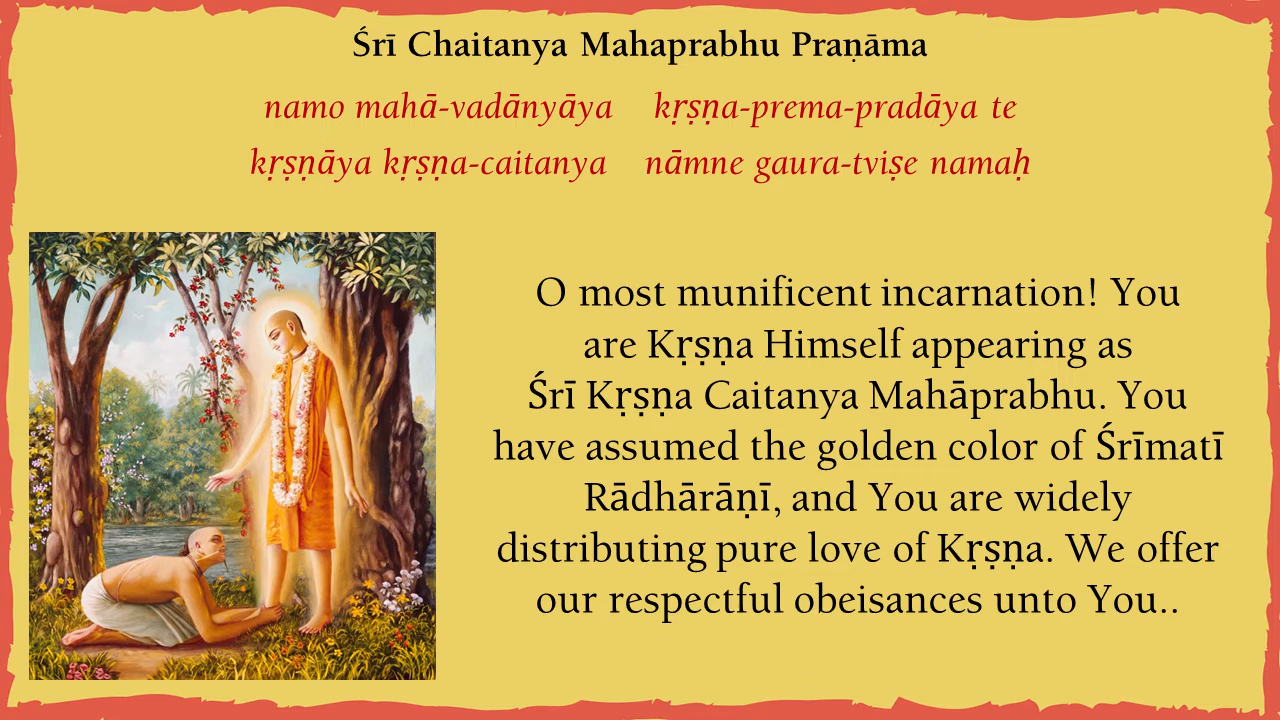 Śrī Chaitanya Mahaprabhu Praṇāma
namo mahā-vadānyāya kṛṣṇa-prema-pradāya te
kṛṣṇāya kṛṣṇa-caitanya nāmne gaura-tviṣe namaḥ
O most munificent incarnation! You
are Kṛṣṇa Himself appearing as
Śrī Kṛṣṇa Caitanya Mahāprabhu. You
have assumed the golden color of Śrīmatī
Rādhārāṇī, and You are widely
distributing pure love of Kṛṣṇa. We offer
our respectful obeisances unto You..